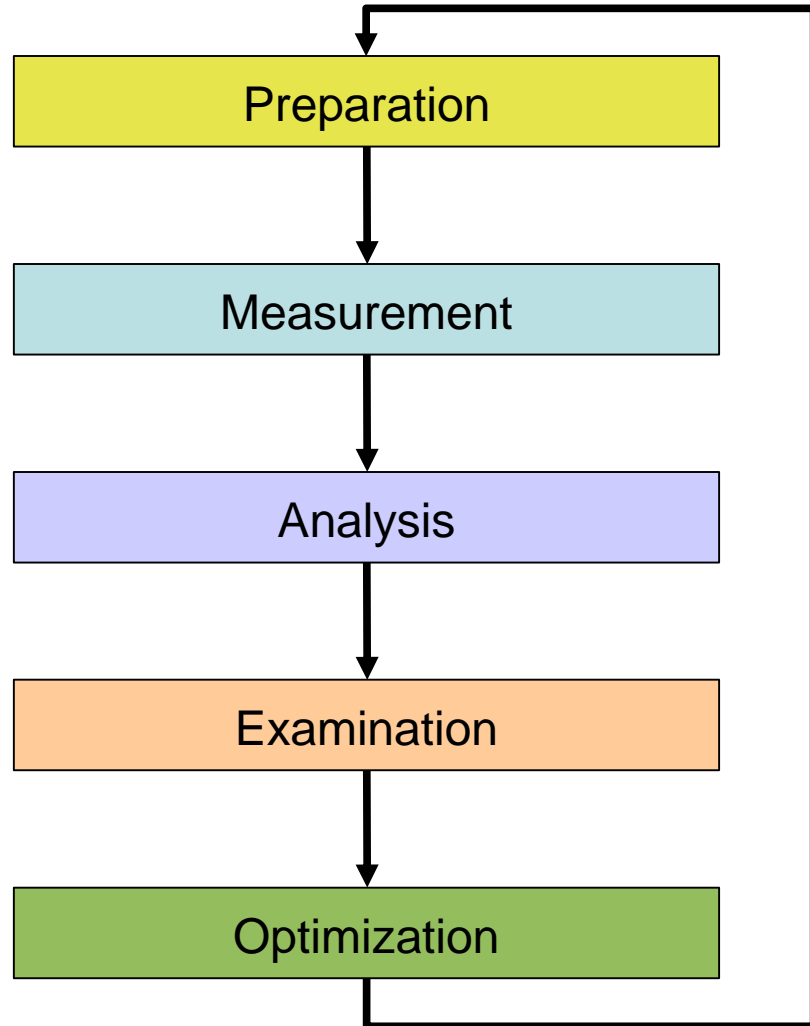 Preparation
Measurement
Analysis
Examination
Optimization